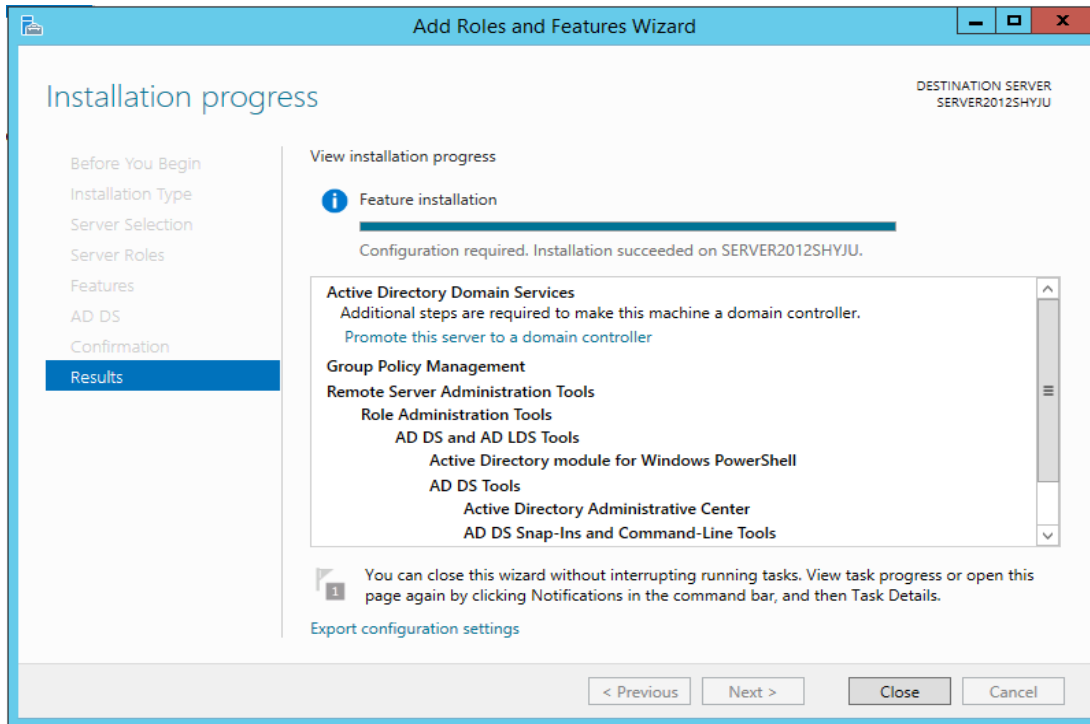 Add Roles and Features Wizard
Installation progress
DESTINATION SERVER
SERVER2012SHYJU
Before You Begin
Installation Type
Server Selection
Server Roles
Features
AD DS
Confirmation
Results
View installation progress
Feature installation
Configuration required. Installation succeeded on SERVER2012SHYJU.
Active Directory Domain Services
Additional steps are required to make this machine a domain controller.
Promote this server to a domain controller
Group Policy Management
Remote Server Administration Tools
Role Administration Tools
AD DS and AD LDS Tools
Active Directory module for Windows PowerShell
AD DS Tools
Active Directory Administrative Center
AD DS Snap-Ins and Command-Line Tools
1
You can close this wizard without interrupting running tasks. View task progress or open this
page again by clicking Notifications in the command bar, and then Task Details.
Export configuration settings
< Previous
Next >
Close
Cancel